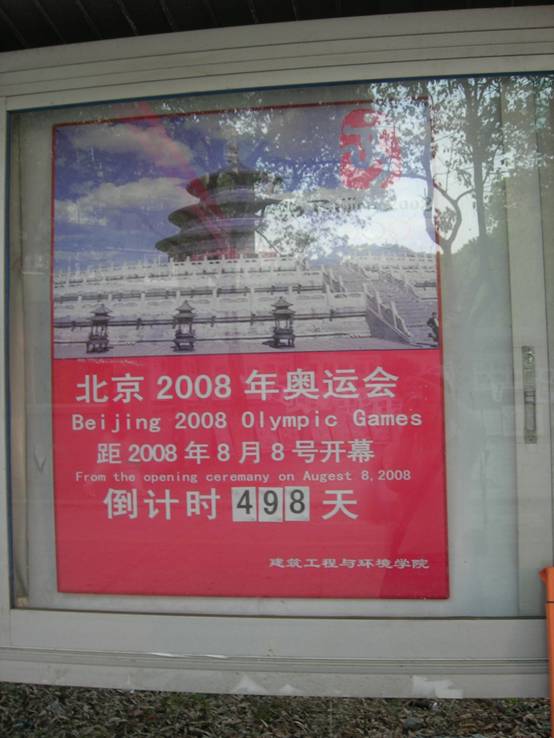 北京 2008 年奥运会
Beijing 2008 Olympic Games
距 2008 年 8 月 8 号开幕
From the opening ceremany on Augest 8,2008
倒计时 498 天
建筑工程与环境学院